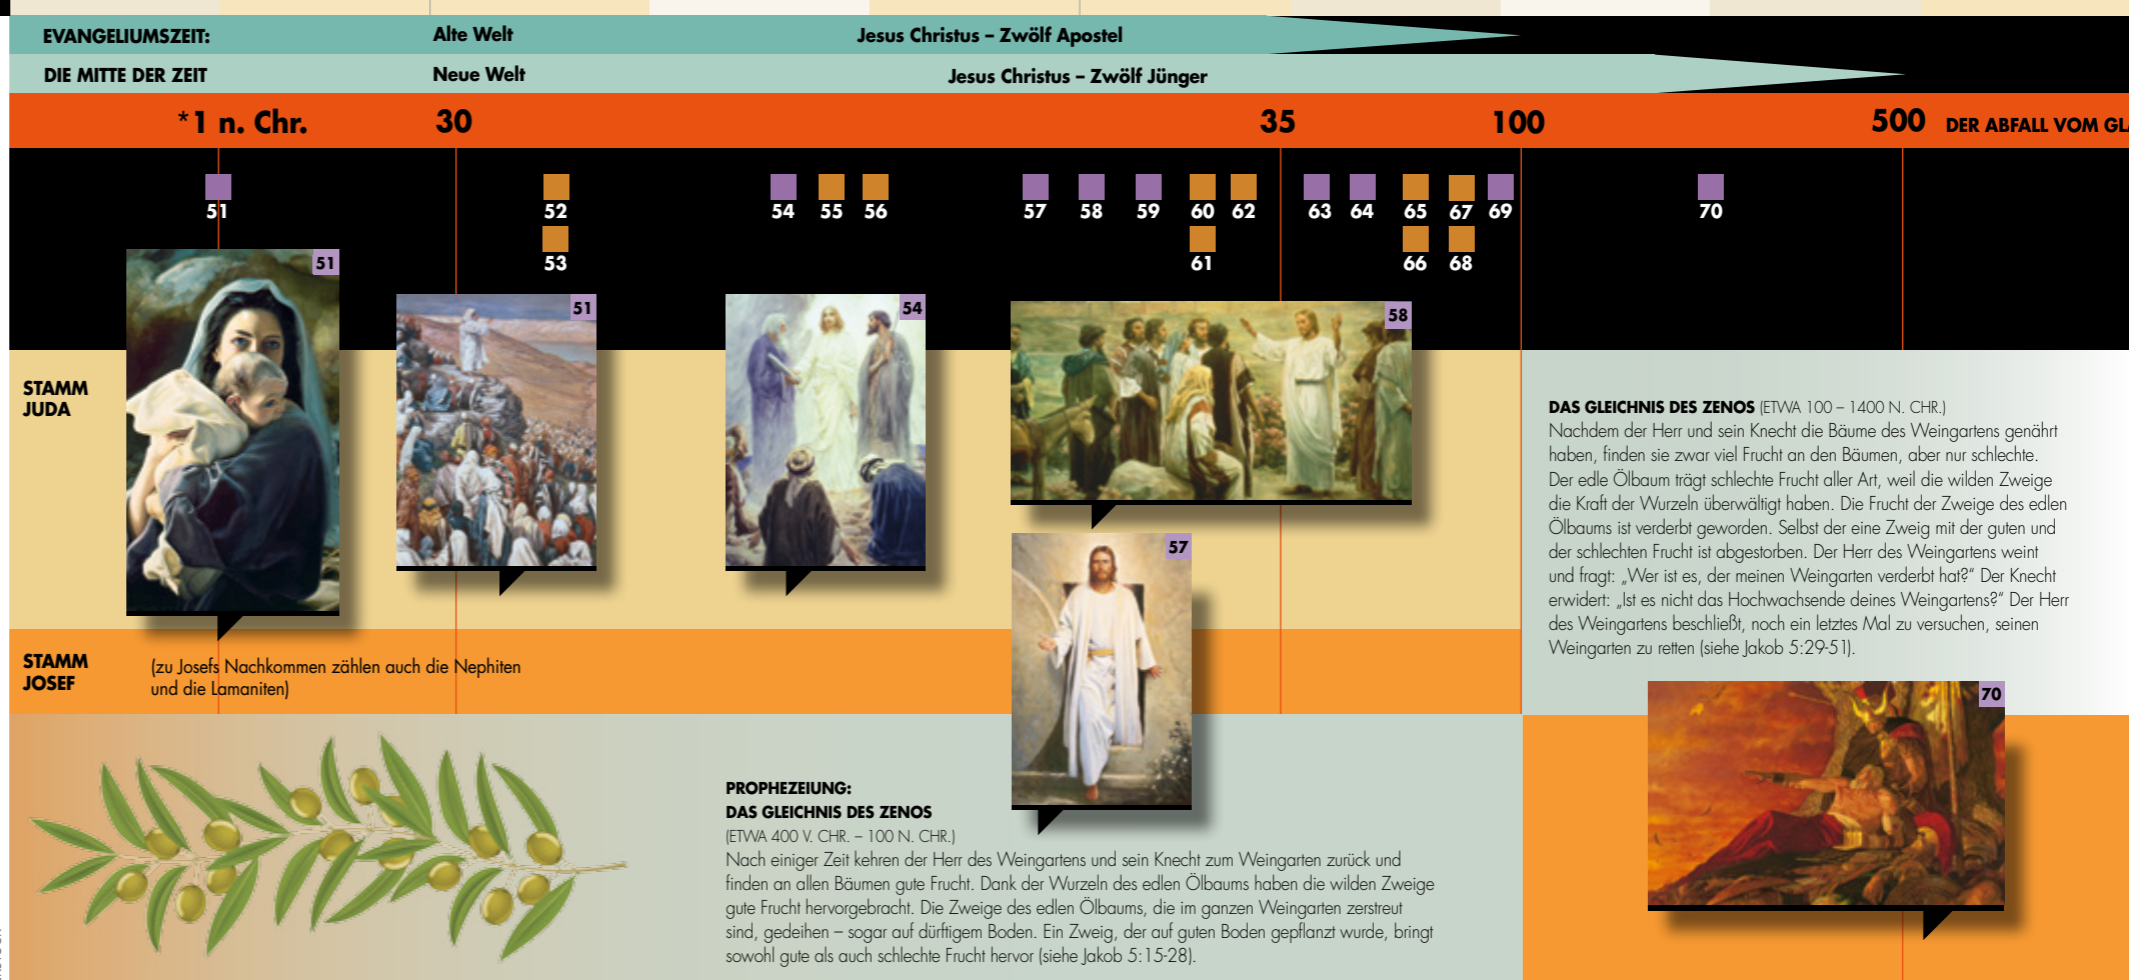 EVANGELIUMSZEIT: Alte Welt Jesus Christus – Zwölf Apostel
DIE MITTE DER ZEIT Neue Welt Jesus Christus – Zwölf Jünger
*1 n. Chr. 30 35 100 500 DER ABFALL VOM
51 52 54 55 56 57 58 59 60 62 63 64 65 67 69 70
53 61 66 68
51
51
54
58
STAMM
JUDA
57
DAS GLEICHNIS DES ZENOS (ETWA 100 – 1400 N. CHR.)
Nachdem der Herr und sein Knecht die Bäume des Weingartens genährt
haben, finden sie zwar viel Frucht an den Bäumen, aber nur schlechte.
Der edle Ölbaum trägt schlechte Frucht aller Art, weil die wilden Zweige
die Kraft der Wurzeln überwältigt haben. Die Frucht der Zweige des edlen
Ölbaums ist verderbt geworden. Selbst der eine Zweig mit der guten und
der schlechten Frucht ist abgestorben. Der Herr des Weingartens weint
und fragt: „Wer ist es, der meinen Weingarten verderbt hat?“ Der Knecht
erwidert: „Ist es nicht das Hochwachsende deines Weingartens?“ Der Herr
des Weingartens beschließt, noch ein letztes Mal zu versuchen, seinen
Weingarten zu retten (siehe Jakob 5:29-51).
STAMM
JOSEF
(zu Josefs Nachkommen zählen auch die Nephiten
und die Lamaniten)
70
PROPHEZEIUNG:
DAS GLEICHNIS DES ZENOS
(ETWA 400 V. CHR. – 100 N. CHR.)
Nach einiger Zeit kehren der Herr des Weingartens und sein Knecht zum Weingarten zurück und
finden an allen Bäumen gute Frucht. Dank der Wurzeln des edlen Ölbaums haben die wilden Zweige
gute Frucht hervorgebracht. Die Zweige des edlen Ölbaums, die im ganzen Weingarten zerstreut
sind, gedeihen – sogar auf dürftigem Boden. Ein Zweig, der auf guten Boden gepflanzt wurde, bringt
sowohl gute als auch schlechte Frucht hervor (siehe Jakob 5:15-28).